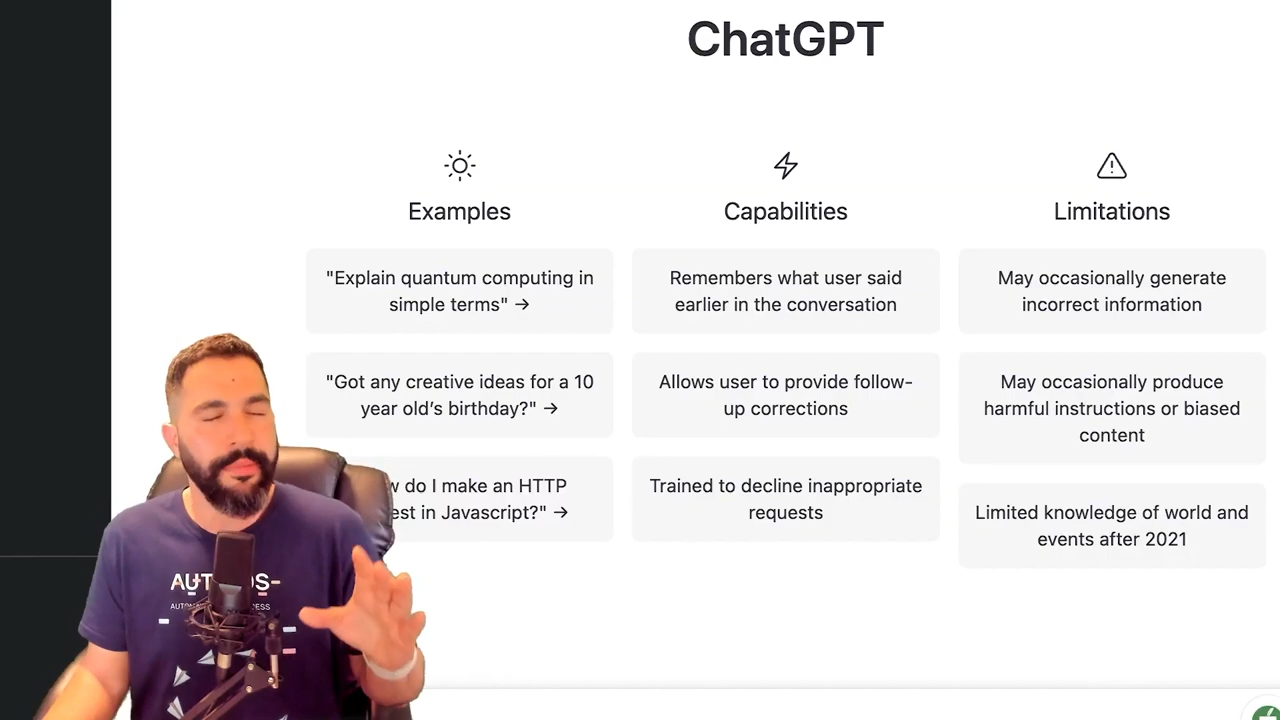 ChatGPT
Examples
"Explain quantum computing in
simple terms" →
"Got any creative ideas for a 10
year old's birthday?" →
do I make an HTTP
in Javascript?" →
Capabilities
Remembers what user said
earlier in the conversation
Allows user to provide follow-
up corrections
Trained to decline inappropriate
requests
Limitations
May occasionally generate
incorrect information
May occasionally produce
harmful instructions or biased
content
Limited knowledge of world and
events after 2021